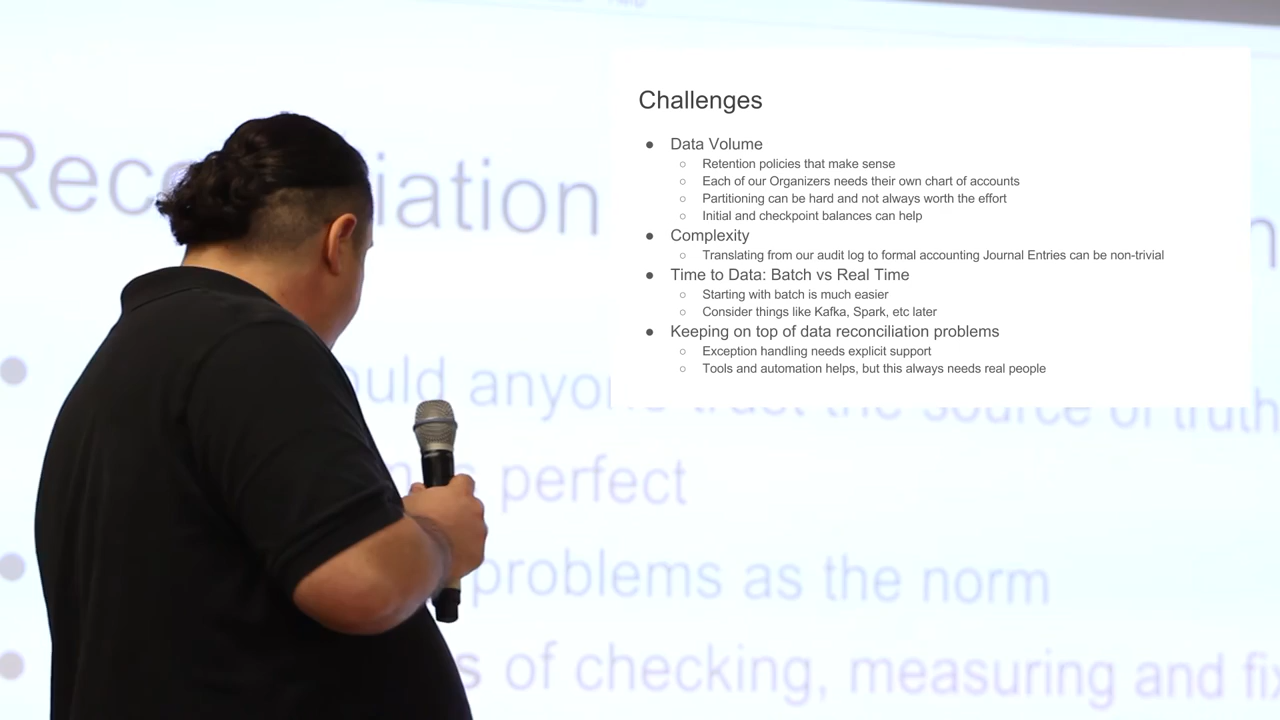 Challenges
● Data Volume
○ Retention policies that make sense
○ Each of our Organizers needs their own chart of accounts
○ Partitioning can be hard and not always worth the effort
○ Initial and checkpoint balances can help
● Complexity
○ Translating from our audit log to formal accounting Journal Entries can be non-trivial
● Time to Data: Batch vs Real Time
○ Starting with batch is much easier
○ Consider things like Kafka, Spark, etc later
● Keeping on top of data reconciliation problems
○ Exception handling needs explicit support
○ Tools and automation helps, but this always needs real people
trust the source of truth
perfect
problems as the norm
of checking, measuring and